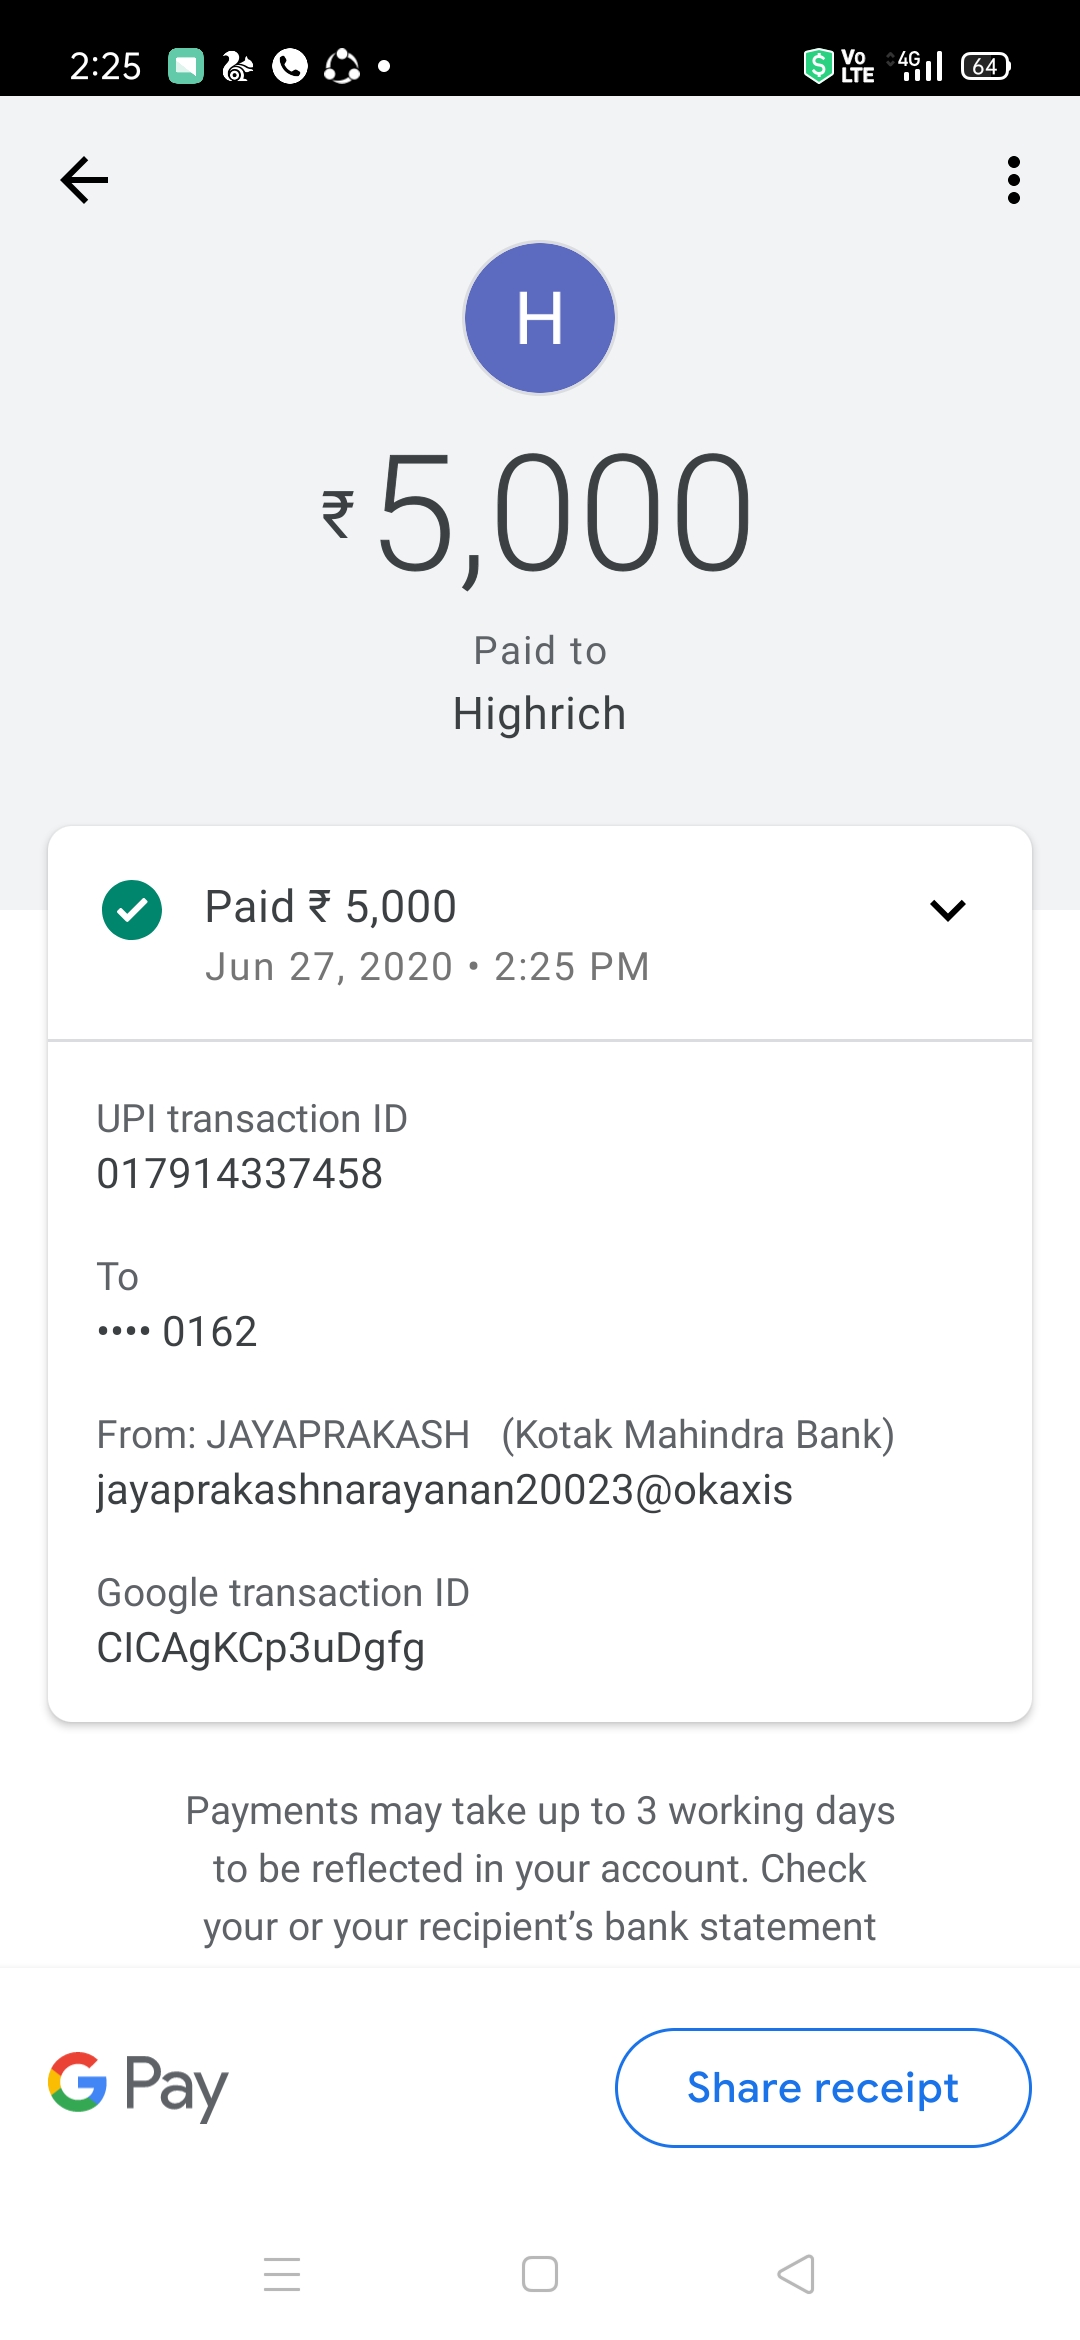 2:25
Vo
LTE
4G
64
H
₹5,000
Paid to
Highrich
Paid ₹ 5,000
Jun 27, 2020 • 2:25 PM
UPI transaction ID
017914337458
To
•••• 0162
From: JAYAPRAKASH (Kotak Mahindra Bank)
jayaprakashnarayanan20023@okaxis
Google transaction ID
CICAgKCp3uDgfg
Payments may take up to 3 working days
to be reflected in your account. Check
your or your recipient’s bank statement
G Pay
Share receipt